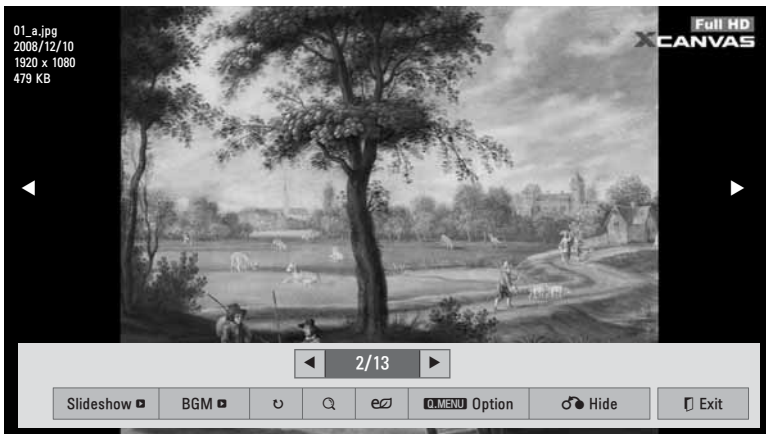 01_a.jpg
2008/12/10
1920 x 1080
479 KB
Full HD
XCANVAS
2/13
Slideshow BGM Q.MENU Option Hide Exit